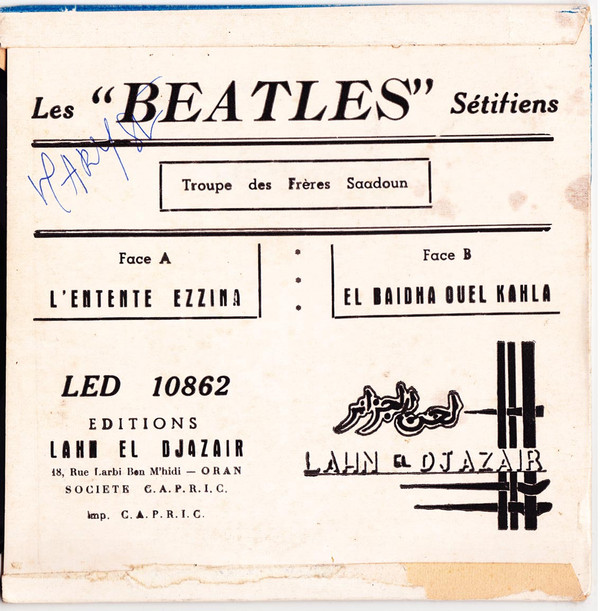 Les "BEATLES" Sétifiens
MARYSE
Troupe des Frères Saadoun
Face A
L'ENTENTE EZZINA
Face B
EL BAIDHA OUEL KAHLA
LED 10862
EDITIONS
LAHN EL DJAZAIR
18, Rue Larbi Ben M'hidi — ORAN
SOCIETE C.A.P.R.I.C.
Imp. C.A.P.R.I.C.
لحن الجزائر
LAHN EL DJAZAIR